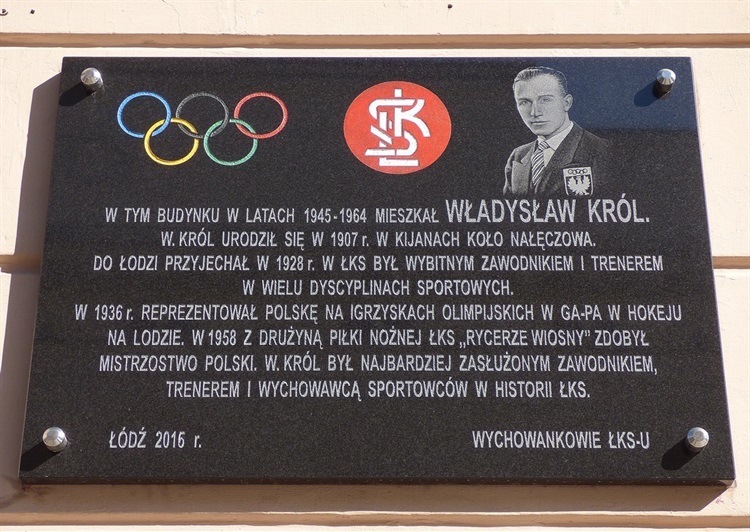 ŁKS
W TYM BUDYNKU W LATACH 1945-1964 MIESZKAŁ WŁADYSŁAW KRÓL.
W. KRÓL URODZIŁ SIĘ W 1907 r. W KIJANACH KOŁO NAŁĘCZOWA.
DO ŁODZI PRZYJECHAŁ W 1928 r. W ŁKS BYŁ WYBITNYM ZAWODNIKIEM I TRENEREM
W WIELU DYSCYPLINACH SPORTOWYCH.
W 1936 r. REPREZENTOWAŁ POLSKĘ NA IGRZYSKACH OLIMPIJSKICH W GA-PA W HOKEJU
NA LODZIE. W 1958 Z DRUŻYNĄ PIŁKI NOŻNEJ ŁKS „RYCERZE WIOSNY” ZDOBYŁ
MISTRZOSTWO POLSKI. W. KRÓL BYŁ NAJBARDZIEJ ZASŁUŻONYM ZAWODNIKIEM,
TRENEREM I WYCHOWAWCĄ SPORTOWCÓW W HISTORII ŁKS.
ŁÓDŹ 2016 r. WYCHOWANKOWIE ŁKS-U